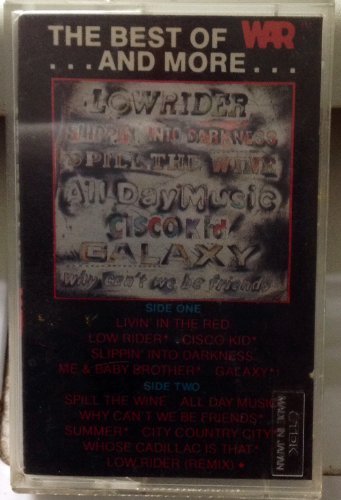 THE BEST OF WAR
...AND MORE...
LOWRIDER
SLIPPIN' INTO DARKNESS
SPILL THE WINE
All Day Music
CISCO Kid
GALAXY
Why can't we be friends
SIDE ONE
LIVIN' IN THE RED
LOW RIDER* CISCO KID*
SLIPPIN' INTO DARKNESS
ME & BABY BROTHER* GALAXY
SIDE TWO
SPILL THE WINE ALL DAY MUSIC
WHY CAN'T WE BE FRIENDS*
SUMMER* CITY COUNTRY CITY
WHOSE CADILLAC IS THAT*
LOW RIDER (REMIX)
MADE IN JAPAN